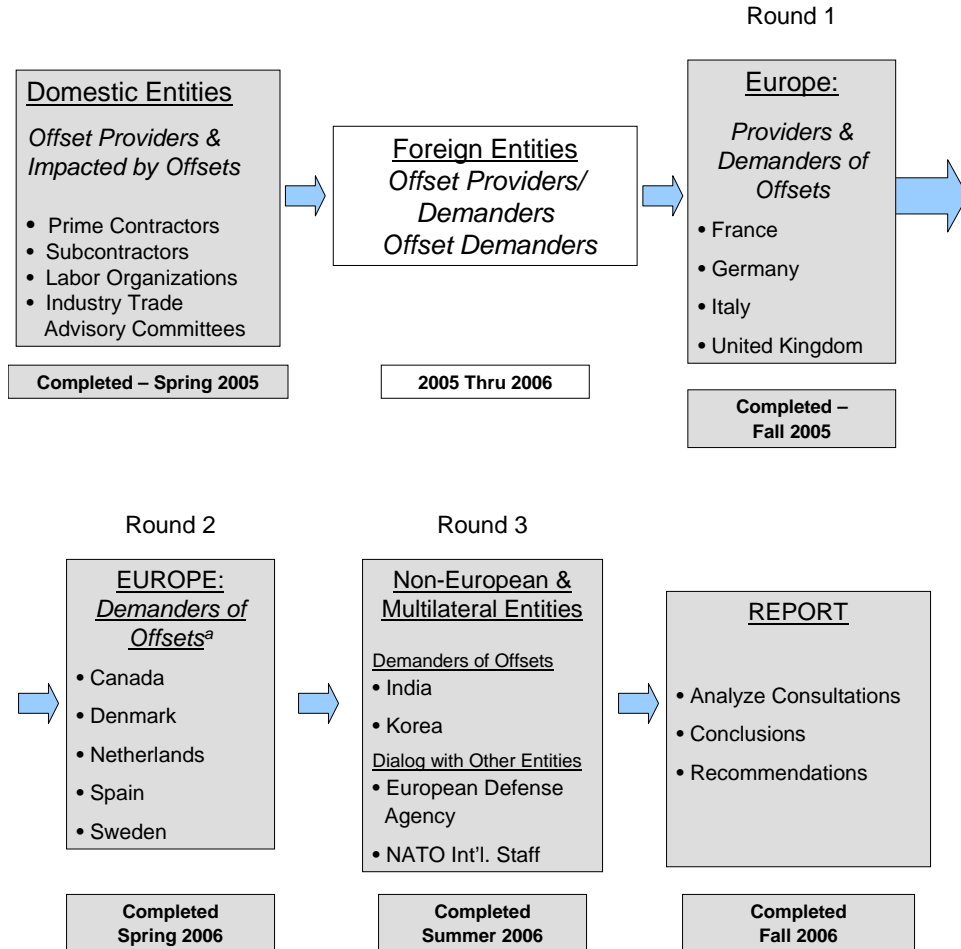 Round 1
Domestic Entities
Offset Providers &
Impacted by Offsets
• Prime Contractors
• Subcontractors
• Labor Organizations
• Industry Trade
Advisory Committees
Completed – Spring 2005
Foreign Entities
Offset Providers/
Demanders
Offset Demanders
2005 Thru 2006
Europe:
Providers &
Demanders of
Offsets
• France
• Germany
• Italy
• United Kingdom
Completed –
Fall 2005
Round 2
EUROPE:
Demanders of
Offsetsª
• Canada
• Denmark
• Netherlands
• Spain
• Sweden
Completed
Spring 2006
Round 3
Non-European &
Multilateral Entities
Demanders of Offsets
• India
• Korea
Dialog with Other Entities
• European Defense
Agency
• NATO Int’l. Staff
Completed
Summer 2006
REPORT
• Analyze Consultations
• Conclusions
• Recommendations
Completed
Fall 2006